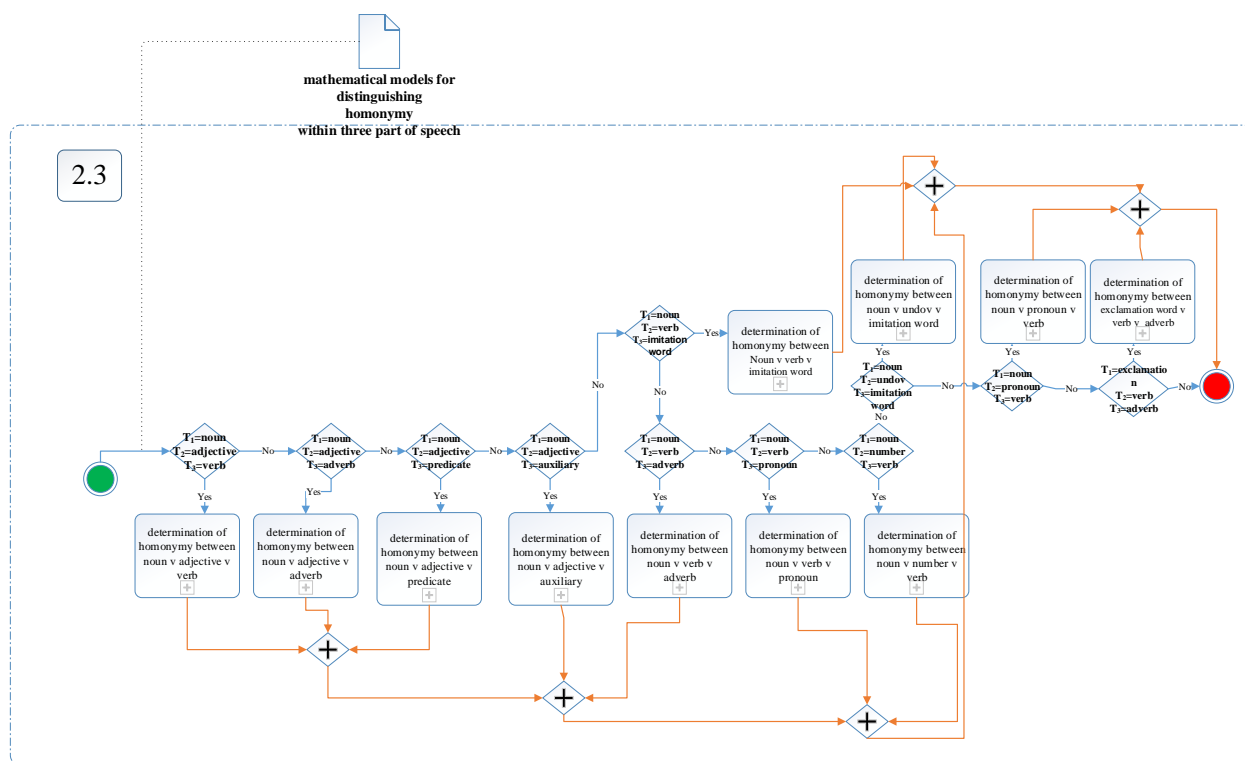 mathematical models for
distinguishing
homonymy
within three part of speech
2.3
T₁=noun
T₂=adjective
T₃=verb
No
Yes
determination of
homonymy between
noun v adjective v
verb
T₁=noun
T₂=adjective
T₃=adverb
No
Yes
determination of
homonymy between
noun v adjective v
adverb
T₁=noun
T₂=adjective
T₃=predicate
No
Yes
determination of
homonymy between
noun v adjective v
predicate
T₁=noun
T₂=adjective
T₃=auxiliary
No
Yes
determination of
homonymy between
noun v adjective v
auxiliary
T₁=noun
T₂=verb
T₃=imitation
word
Yes
No
determination of
homonymy between
Noun v verb v
imitation word
T₁=noun
T₂=verb
T₃=adverb
No
Yes
determination of
homonymy between
noun v verb v
adverb
T₁=noun
T₂=verb
T₃=pronoun
No
Yes
determination of
homonymy between
noun v verb v
pronoun
T₁=noun
T₂=number
T₃=verb
No
Yes
determination of
homonymy between
noun v number v
verb
T₁=noun
T₂=undov
T₃=imitation
word
No
Yes
determination of
homonymy between
noun v undov v
imitation word
T₁=noun
T₂=pronoun
T₃=verb
No
Yes
determination of
homonymy between
noun v pronoun v
verb
T₁=exclamatio
n
T₂=verb
T₃=adverb
No
Yes
determination of
homonymy between
exclamation word v
verb v adverb